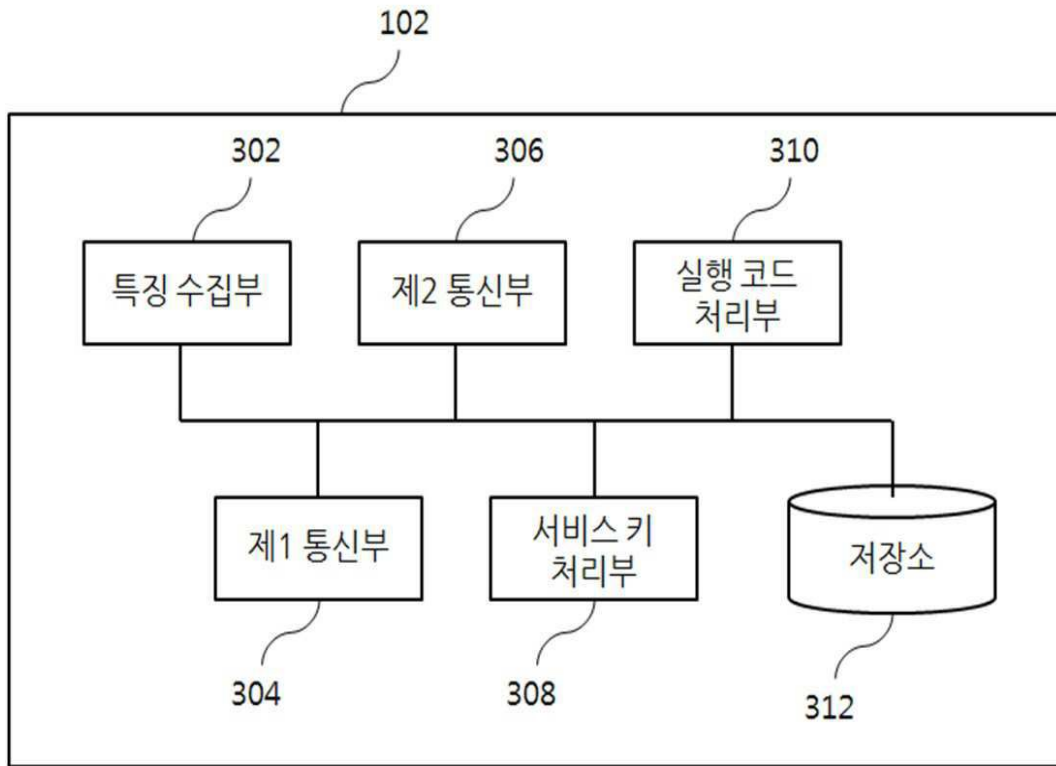 102
302
306
310
특징 수집부
제2 통신부
실행 코드
처리부
제1 통신부
서비스 키
처리부
저장소
304
308
312